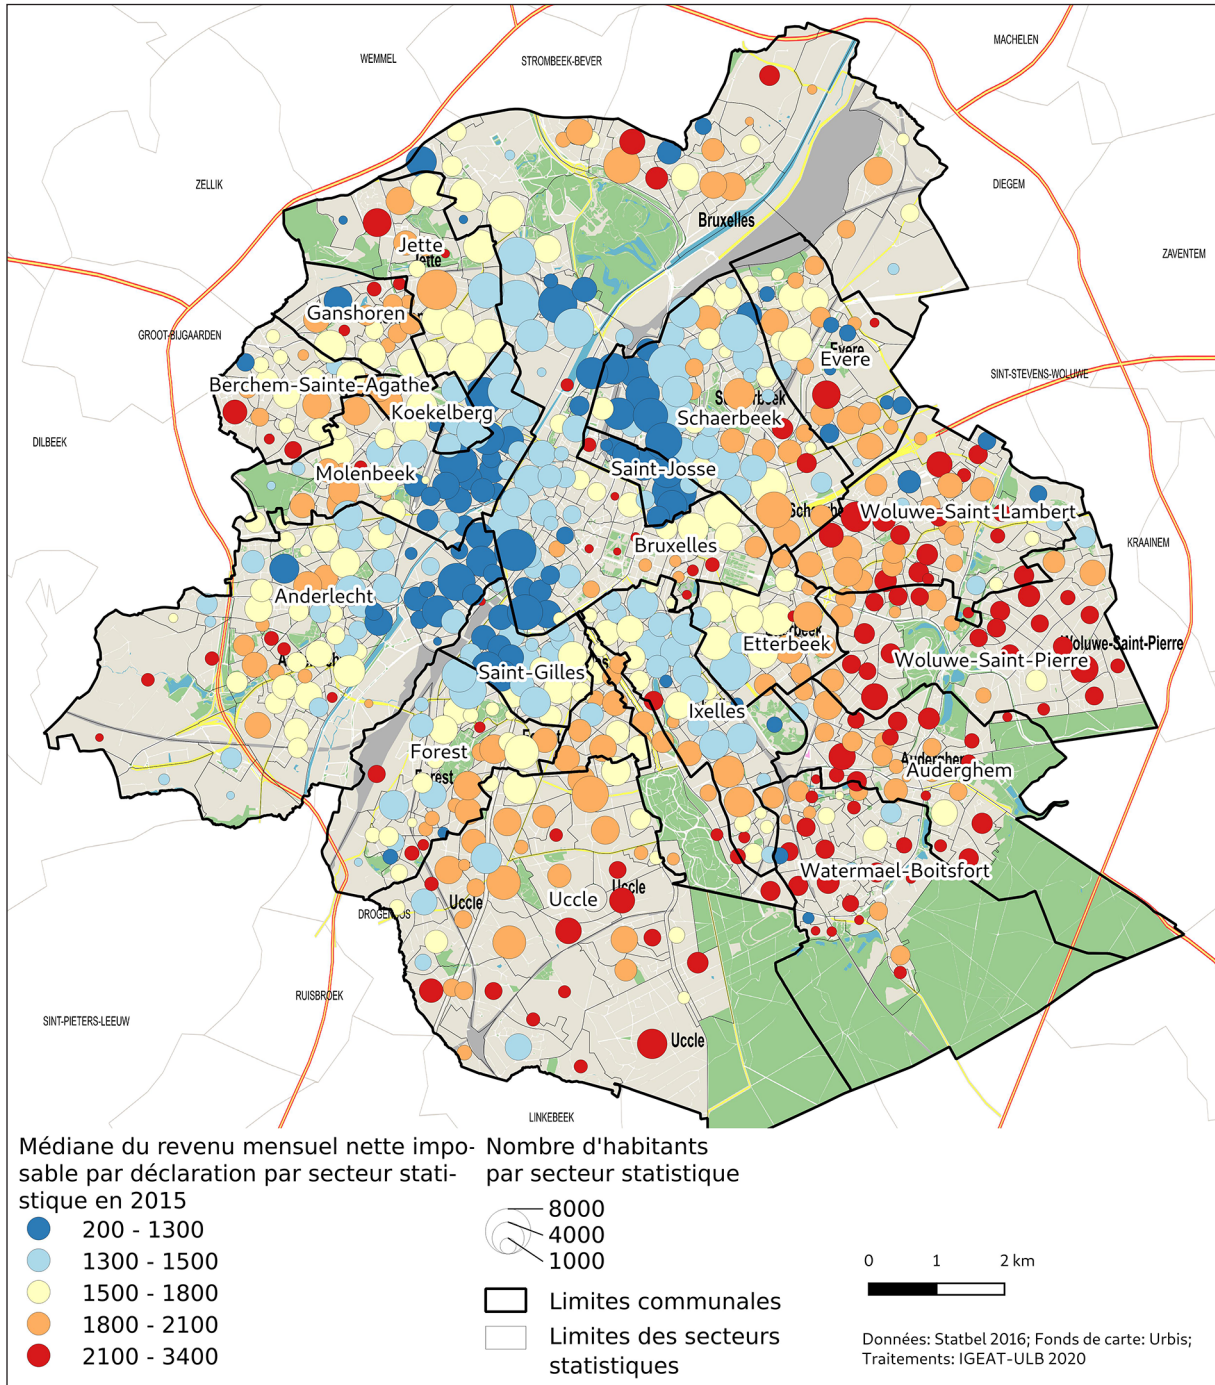 MACHELEN
WEMMEL
STROMBEEK-BEVER
ZELLIK
DIEGEM
Bruxelles
Jette
Jette
ZAVENTEM
Ganshoren
GROOT-BIJGAARDEN
Evere
Evere
SINT-STEVENS-WOLUWE
Berchem-Sainte-Agathe
Koekelberg
Schaerbeek
DILBEEK
Saint-Josse
Molenbeek
Woluwe-Saint-Lambert
Bruxelles
KRAAINEM
Anderlecht
Etterbeek
Woluwe-Saint-Pierre
Woluwe-Saint-Pierre
Saint-Gilles
Ixelles
Forest
Forest
Auderghem
Auderghem
Watermael-Boitsfort
Uccle
Uccle
Uccle
DROGENBOS
RUISBROEK
SINT-PIETERS-LEEUW
Uccle
LINKEBEEK
Médiane du revenu mensuel nette impo-
sable par déclaration par secteur stati-
stique en 2015
200 - 1300
1300 - 1500
1500 - 1800
1800 - 2100
2100 - 3400
Nombre d'habitants
par secteur statistique
8000
4000
1000
Limites communales
Limites des secteurs
statistiques
0 1 2 km
Données: Statbel 2016; Fonds de carte: Urbis;
Traitements: IGEAT-ULB 2020